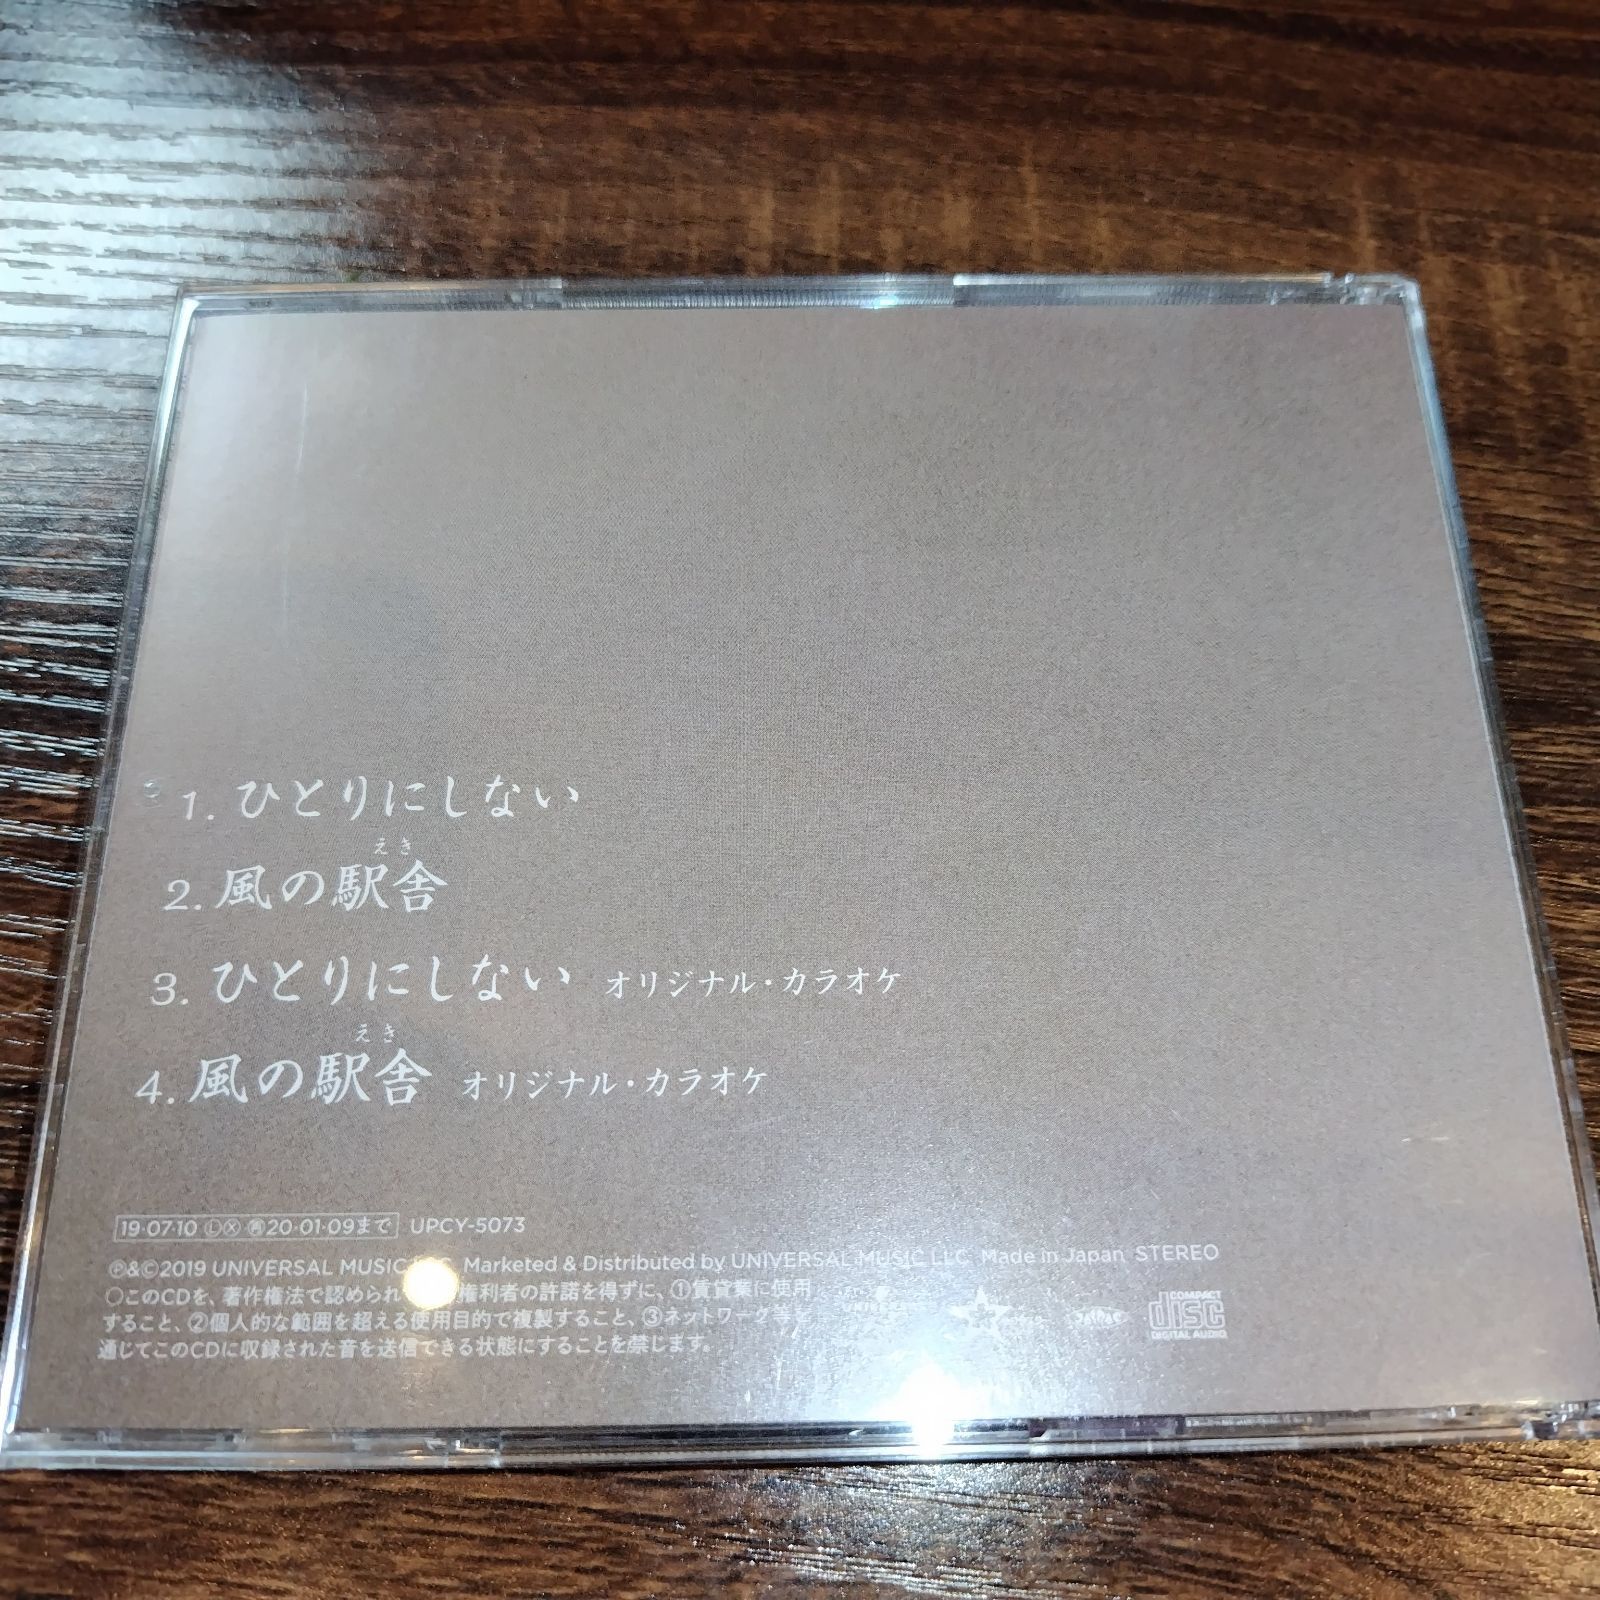 1. ひとりにしない
えき
2. 風の駅舎
3. ひとりにしない オリジナル・カラオケ
えき
4. 風の駅舎 オリジナル・カラオケ
19・07・10 Ⓛ Ⓧ ㊢20・01・09まで UPCY-5073
℗&©2019 UNIVERSAL MUSIC Marketed & Distributed by UNIVERSAL MUSIC LLC Made in Japan STEREO
○このCDを、著作権法で認められ 権利者の許諾を得ずに、①賃貸業に使用
すること、②個人的な範囲を超える使用目的で複製すること、③ネットワーク等を
通じてこのCDに収録された音を送信できる状態にすることを禁じます。
COMPACT
disc
DIGITAL AUDIO